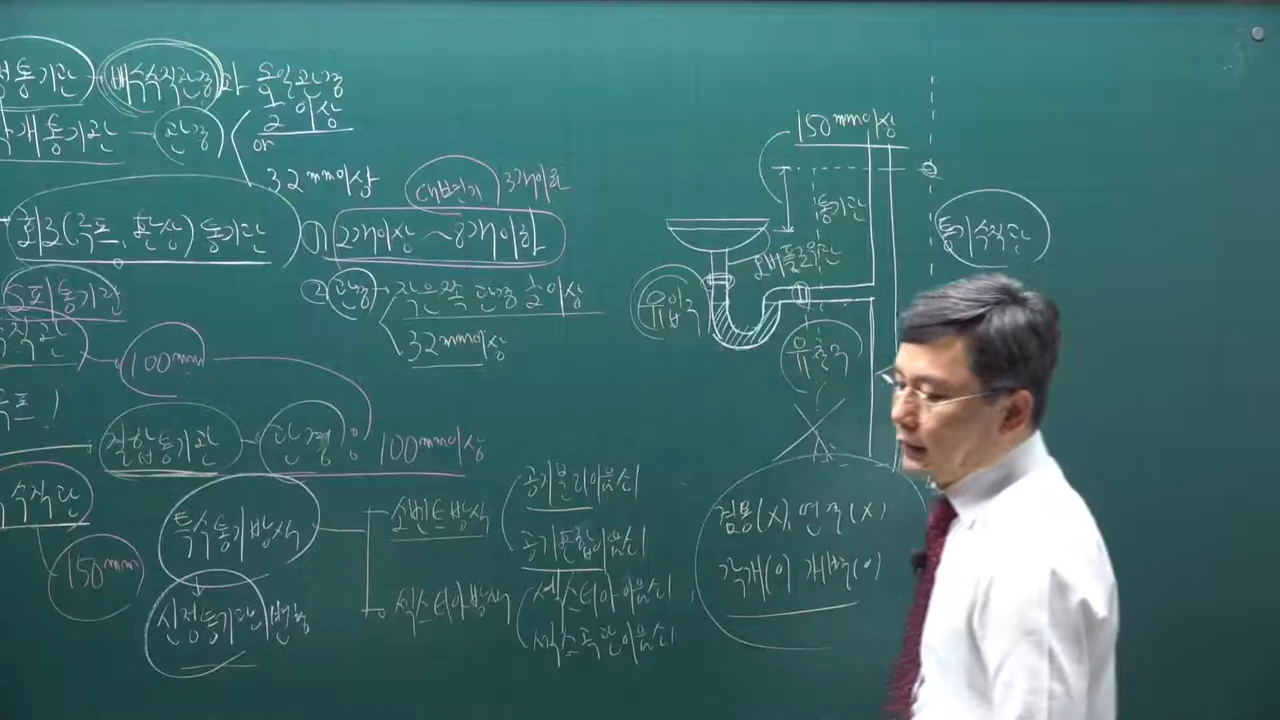 통기관 배수수직관경과 동일관경
각개통기관 - 관경 1/2 이상
or
32mm이상
대변기 3개이하
회로(루프, 환상)통기관 ① 2개이상 ~ 8개이하
② 관경 작은쪽 관경 1/2 이상
32mm이상
도피통기관
100mm
결합통기관 - 관경 : 100mm이상
수직관
150mm
특수통기방식 소벤트방식 공기분리이음쇠
공기혼합이음쇠
섹스티아방식 섹스티아이음쇠
섹스곡관이음쇠
신정통기관변형
150mm이상
통기관
통기수직관
오버플로우관
유입구
유출구
겸용(x), 연결(x)
각개(o) 개별(o)